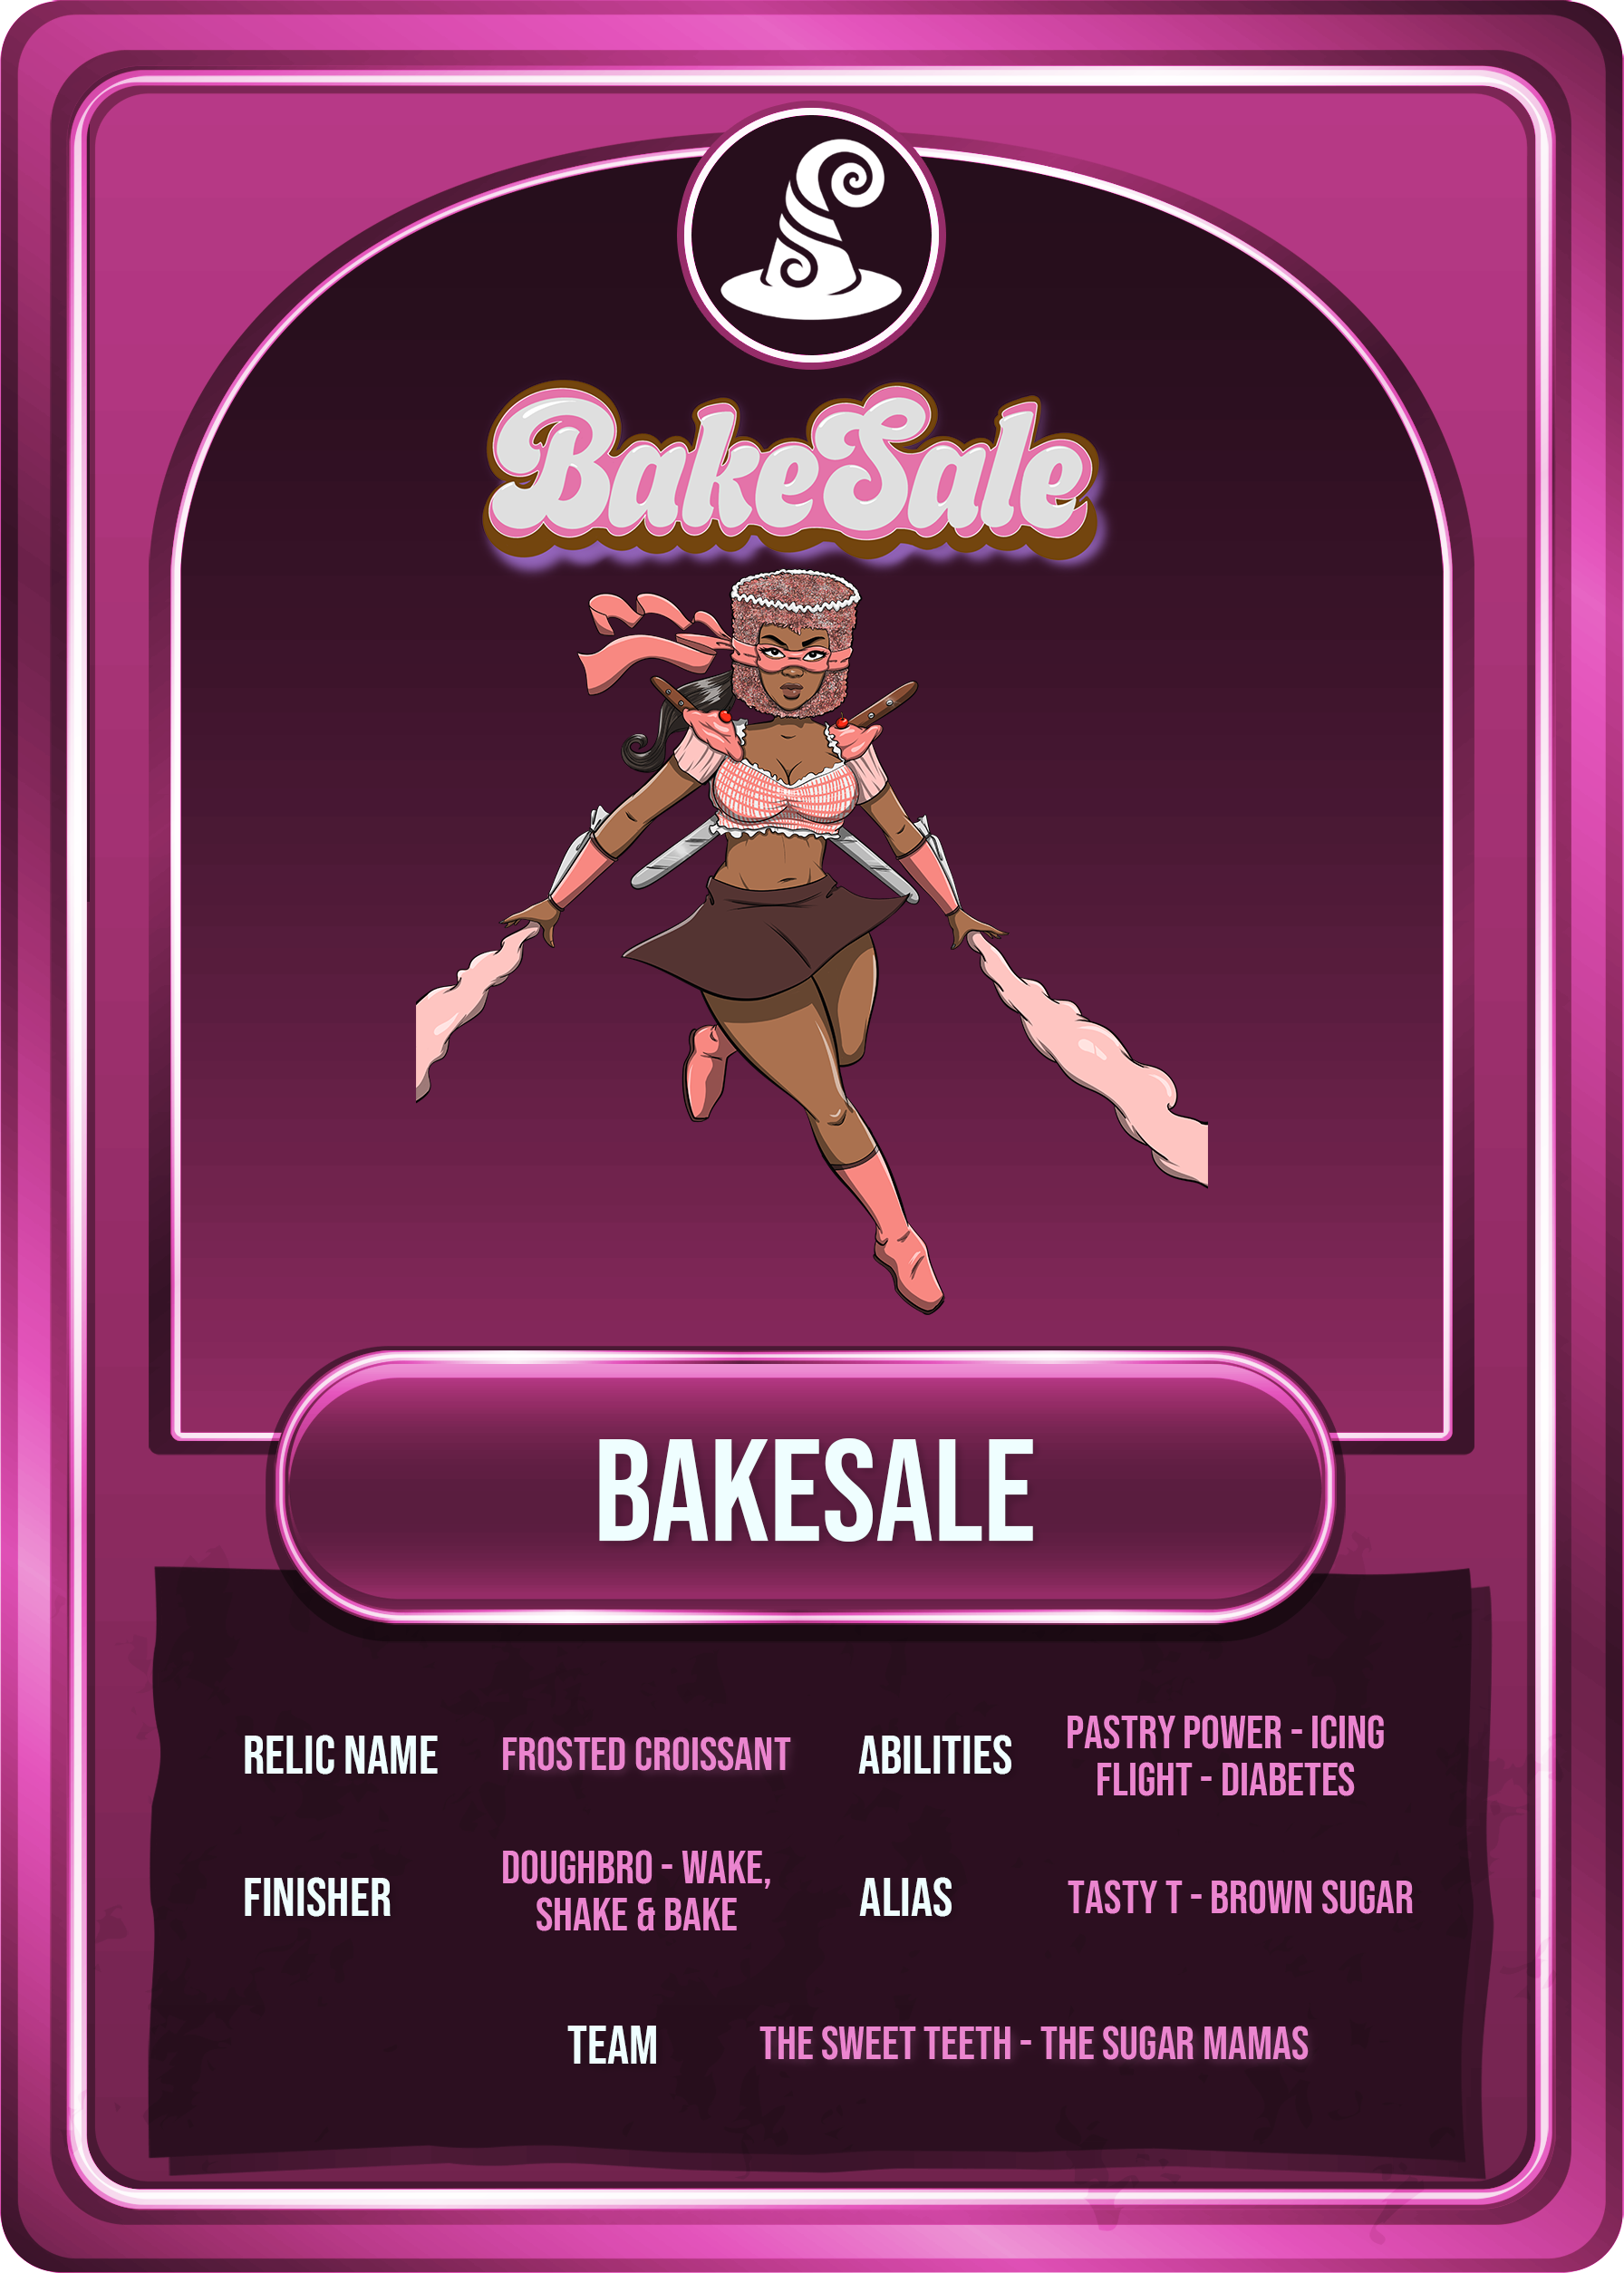 BakeSale
BAKESALE
RELIC NAME
FROSTED CROISSANT
ABILITIES
PASTRY POWER - ICING
FLIGHT - DIABETES
FINISHER
DOUGHBRO - WAKE,
SHAKE & BAKE
ALIAS
TASTY T - BROWN SUGAR
TEAM
THE SWEET TEETH - THE SUGAR MAMAS